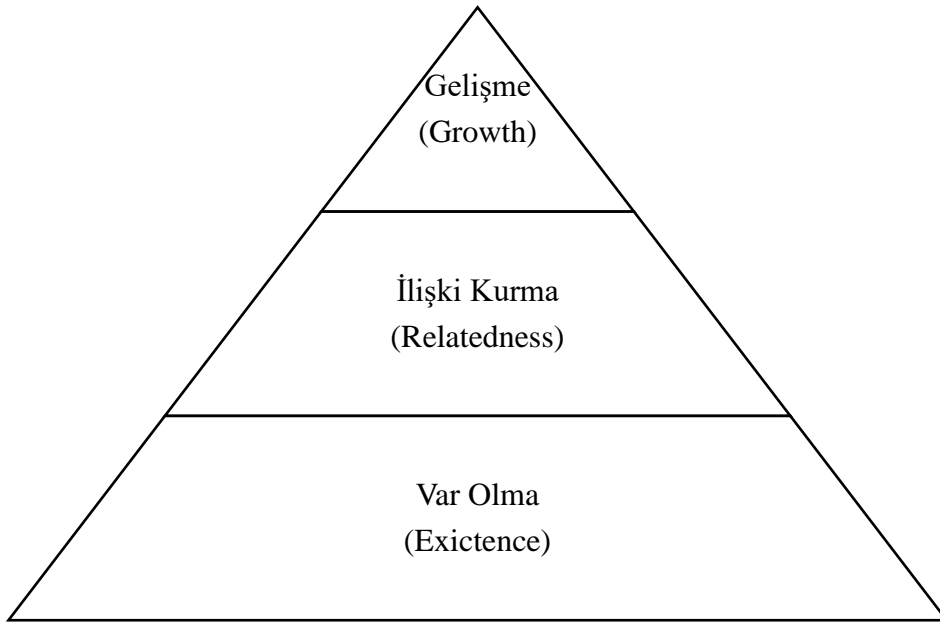 Gelişme
(Growth)
İlişki Kurma
(Relatedness)
Var Olma
(Exictence)